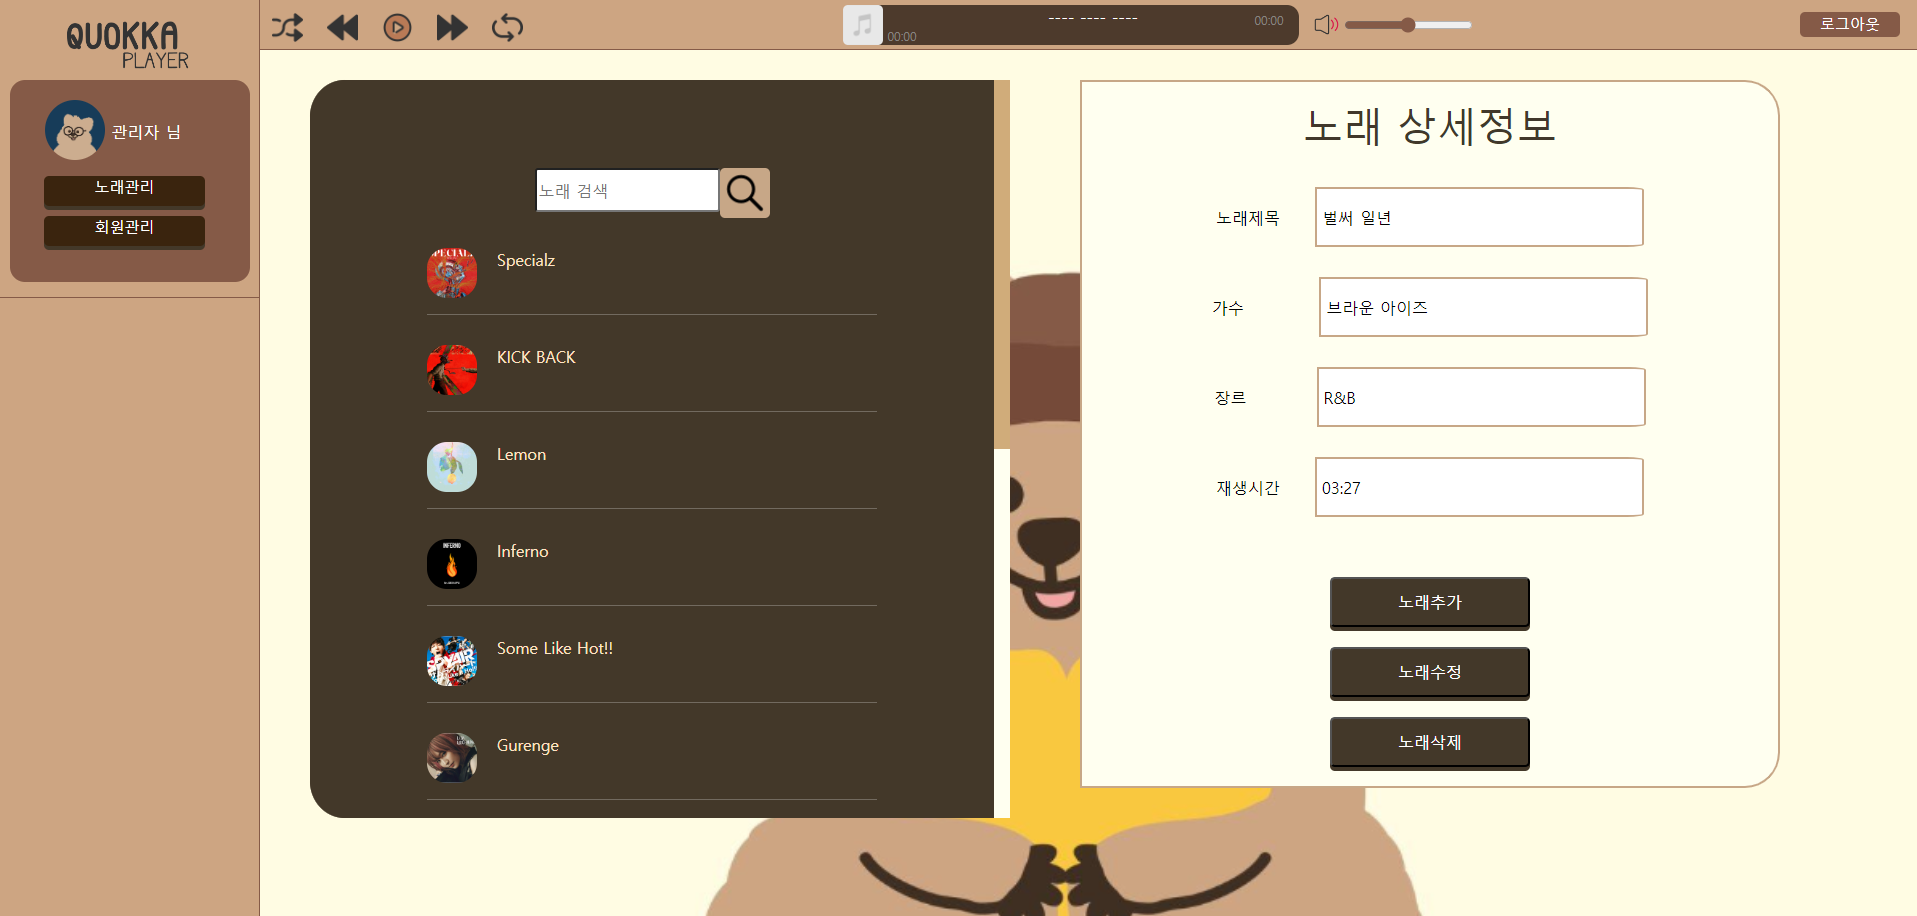 QUOKKA
PLAYER
관리자 님
노래관리
회원관리
---- ---- ----
00:00
00:00
로그아웃
노래 검색
Specialz
KICK BACK
Lemon
INFERNO
Inferno
Some Like Hot!!
Gurenge
노래 상세정보
노래제목
벌써 일년
가수
브라운 아이즈
장르
R&B
재생시간
03:27
노래추가
노래수정
노래삭제